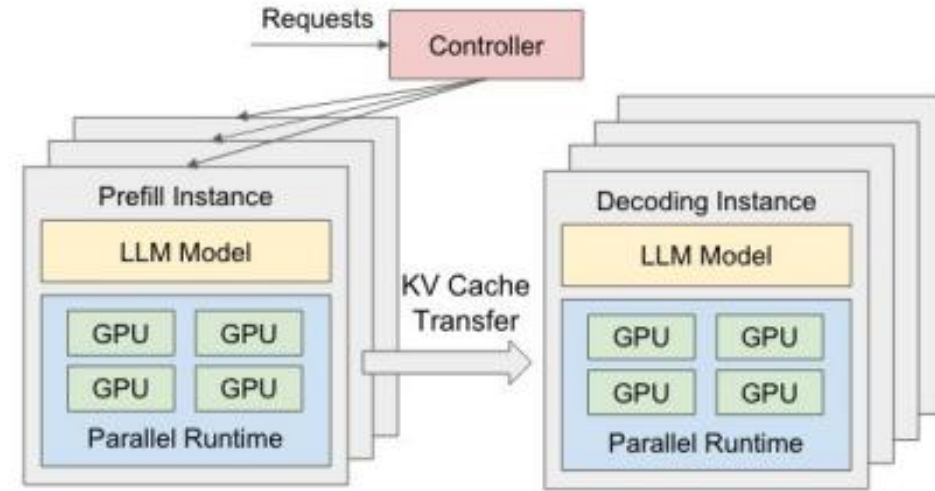 Requests
Controller
Prefill Instance
LLM Model
GPU GPU
GPU GPU
Parallel Runtime
KV Cache
Transfer
Decoding Instance
LLM Model
GPU GPU
GPU GPU
Parallel Runtime